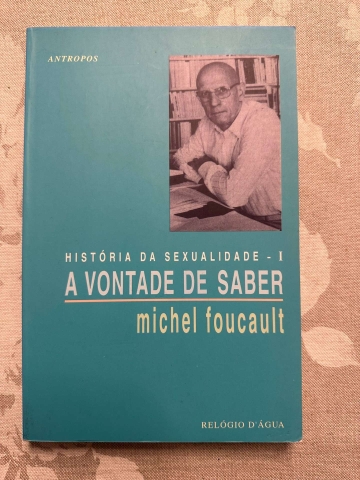 ANTROPOS
HISTÓRIA DA SEXUALIDADE - I
A VONTADE DE SABER
michel foucault
RELÓGIO D'ÁGUA